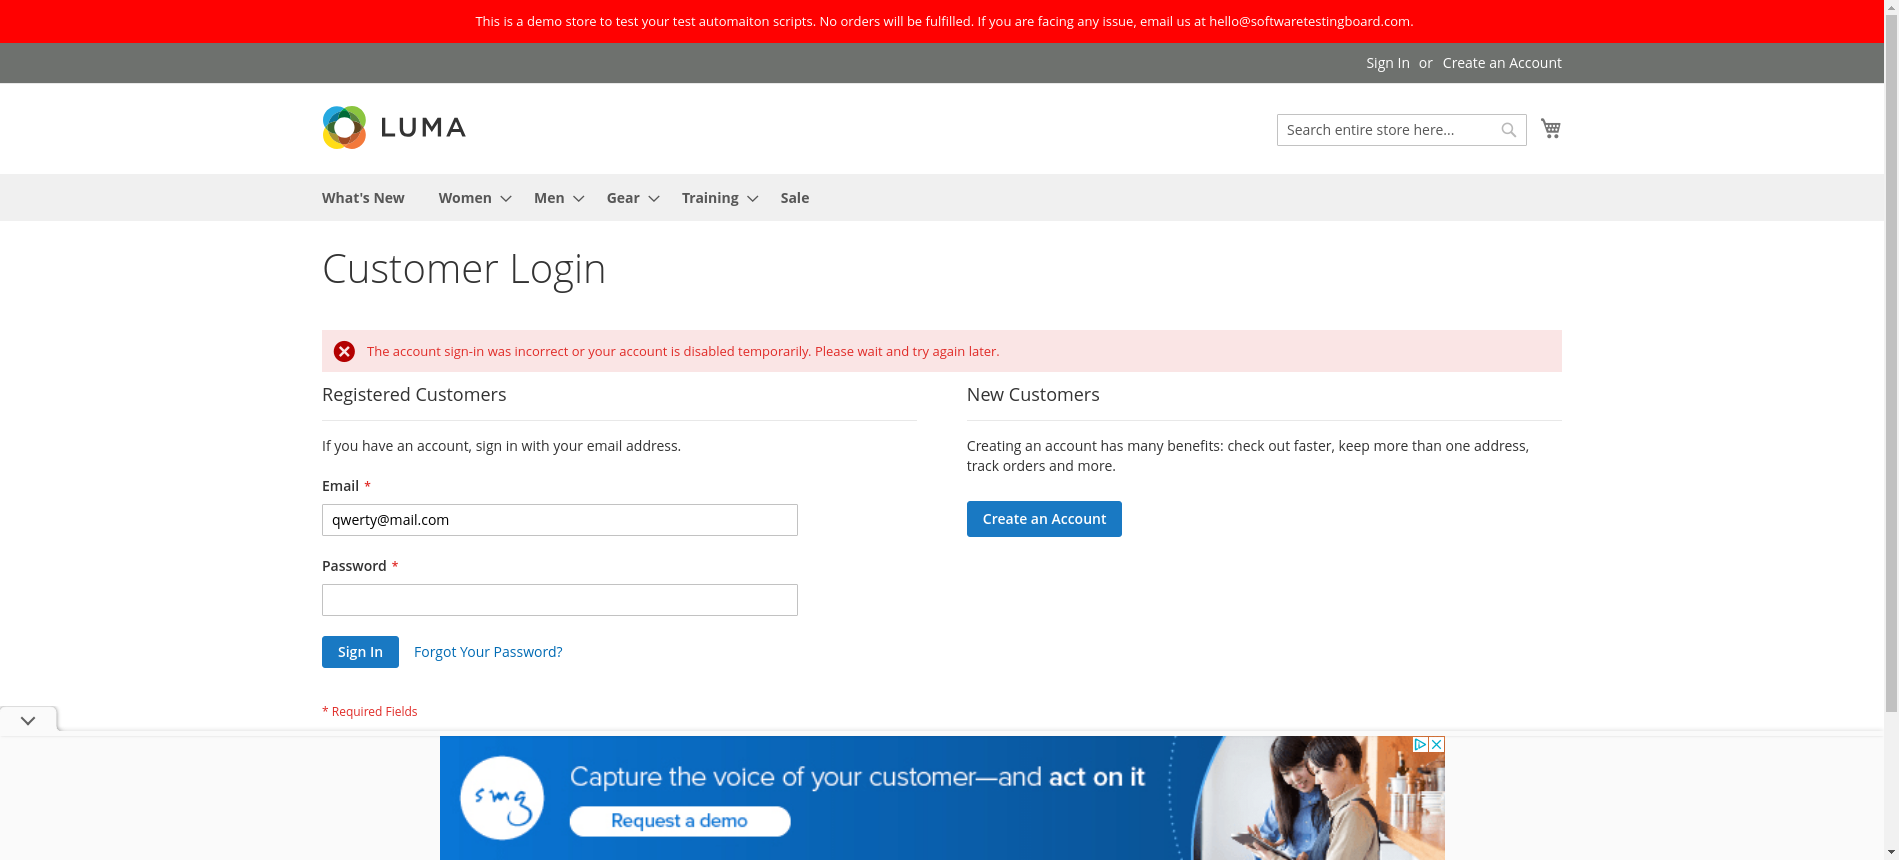 This is a demo store to test your test automaiton scripts. No orders will be fulfilled. If you are facing any issue, email us at hello@softwaretestingboard.com.
Sign In or Create an Account
LUMA
Search entire store here...
What's New Women Men Gear Training Sale
Customer Login
The account sign-in was incorrect or your account is disabled temporarily. Please wait and try again later.
Registered Customers
If you have an account, sign in with your email address.
Email *
qwerty@mail.com
Password *
Sign In Forgot Your Password?
* Required Fields
New Customers
Creating an account has many benefits: check out faster, keep more than one address,
track orders and more.
Create an Account
smg
Capture the voice of your customer—and act on it
Request a demo